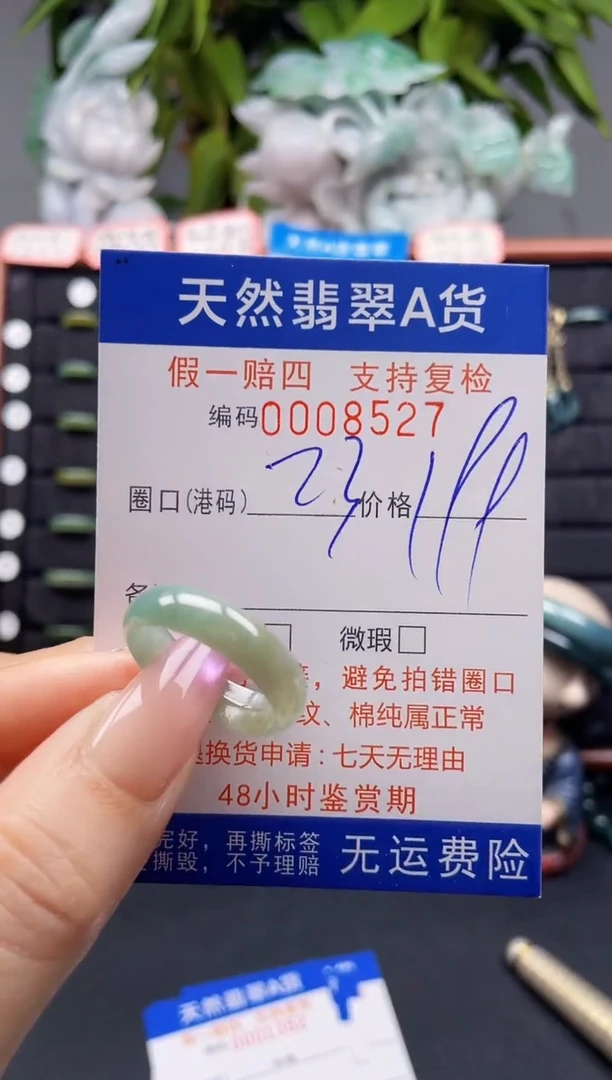 天然翡翠A货
假一赔四 支持复检
编码0008527
圈口(港码) 23 价格 199
微瑕□
，避免拍错圈口
纹、棉纯属正常
换货申请：七天无理由
48小时鉴赏期
完好，再撕标签
撕毁，不予理赔
无运费险
天然翡翠A货